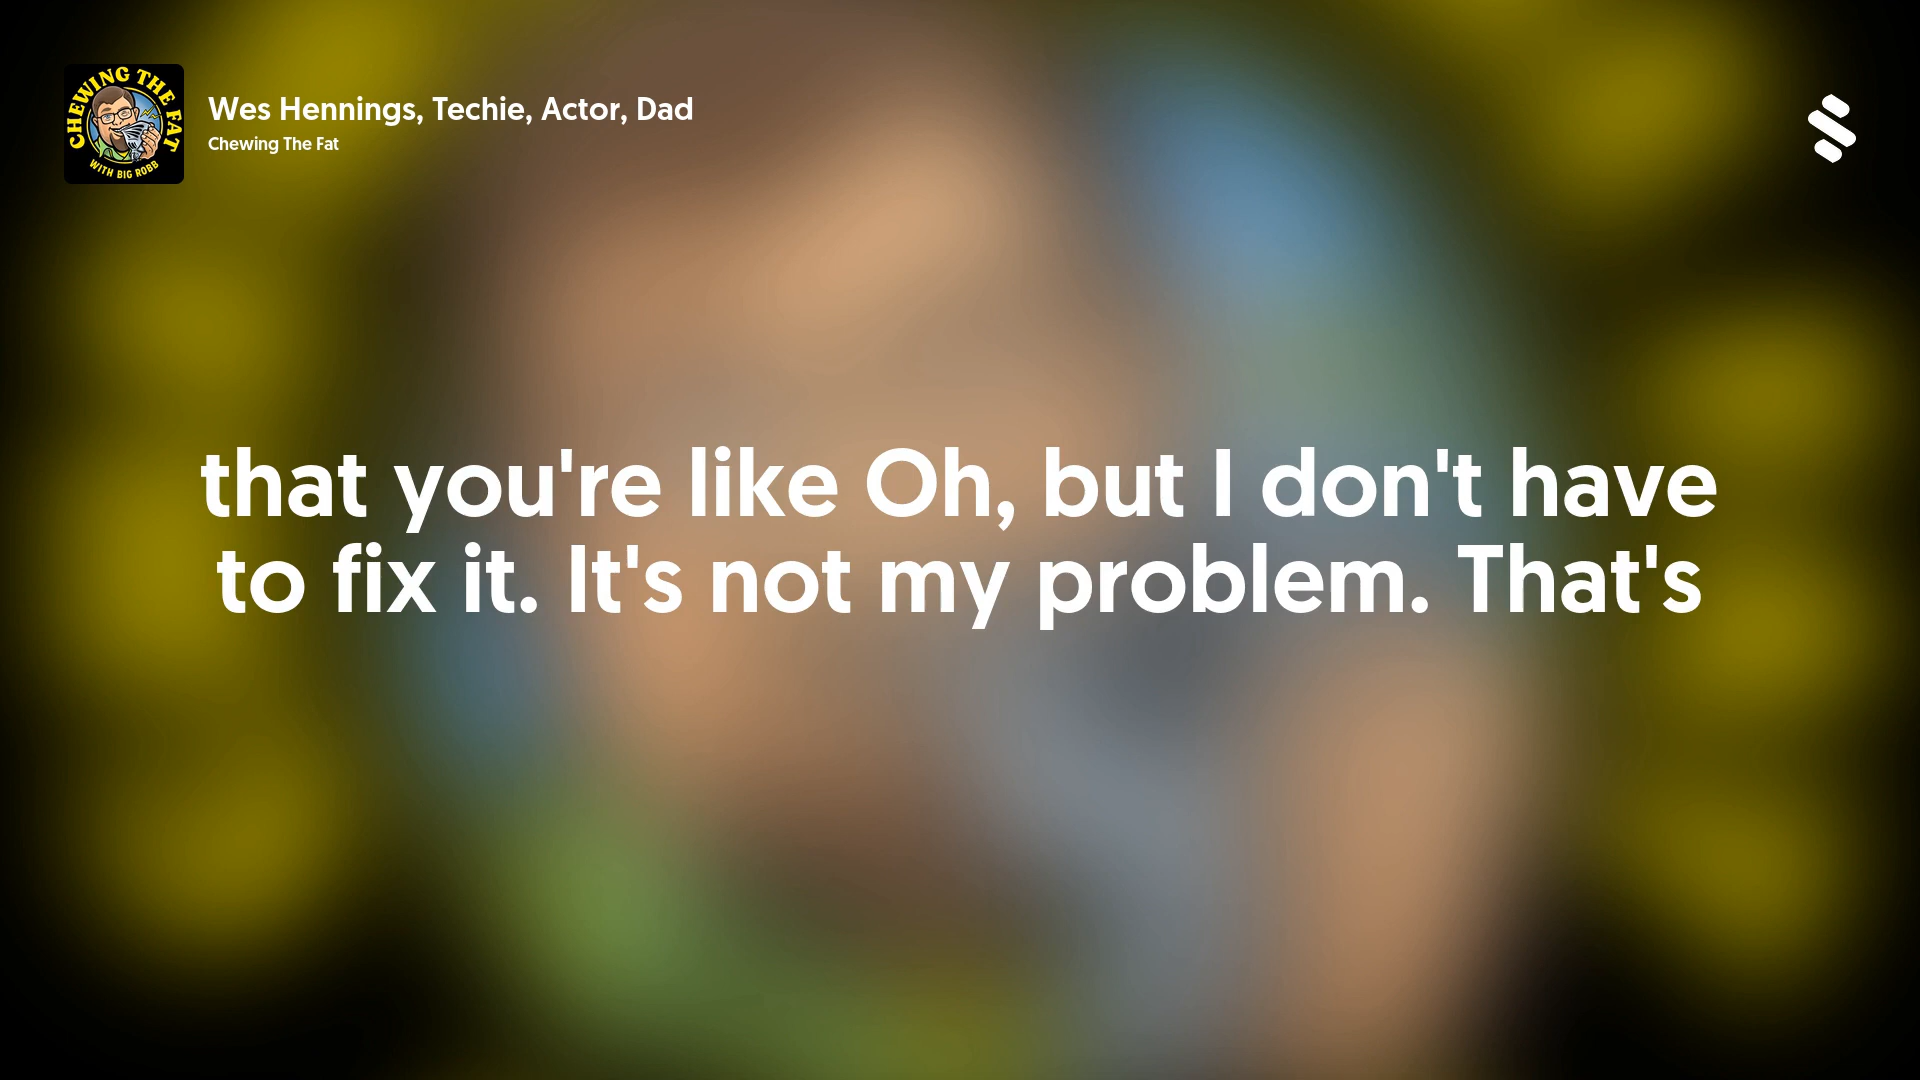 CHEWING THE FAT
WITH BIG ROBB
Wes Hennings, Techie, Actor, Dad
Chewing The Fat
that you're like Oh, but I don't have
to fix it. It's not my problem. That's